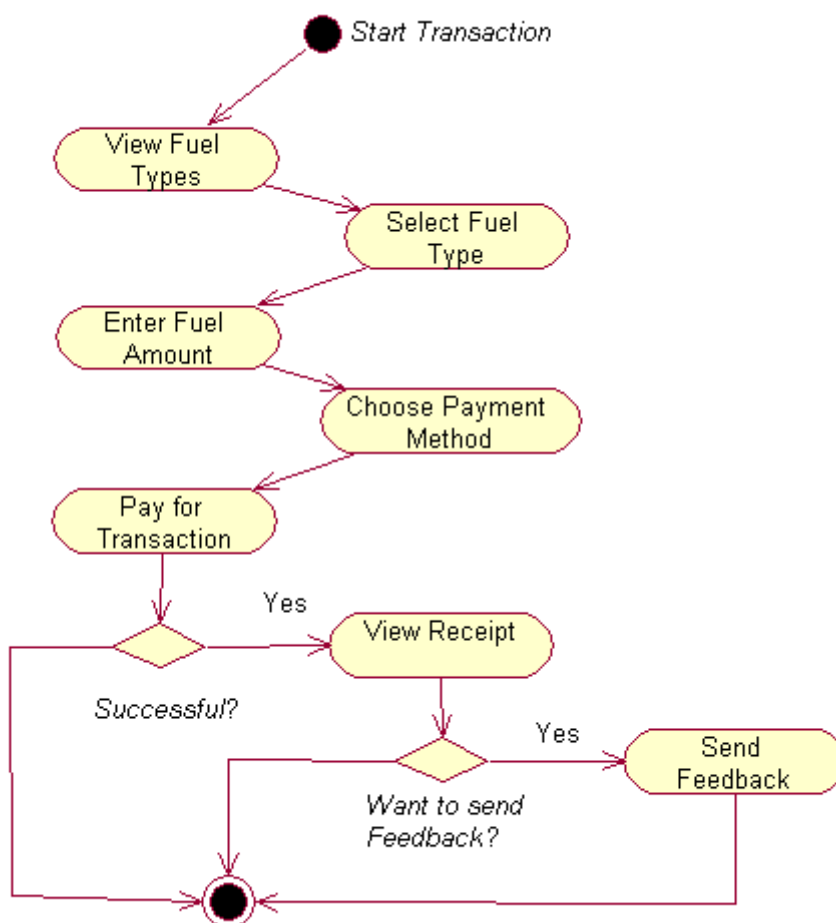 Start Transaction
View Fuel
Types
Select Fuel
Type
Enter Fuel
Amount
Choose Payment
Method
Pay for
Transaction
Yes
View Receipt
Successful?
Yes
Send
Feedback
Want to send
Feedback?